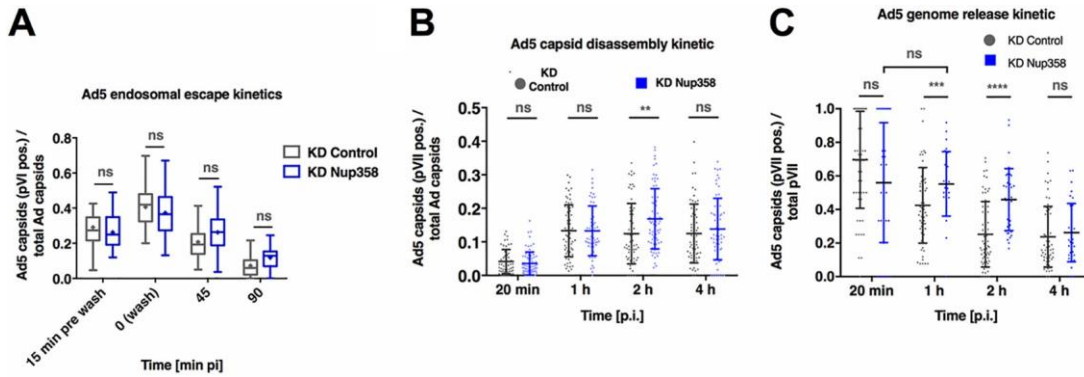 A
Ad5 endosomal escape kinetics
Ad5 capsids (pVI pos.) /
total Ad capsids
0.8
0.6
0.4
0.2
0.0
ns
ns
ns
ns
KD Control
KD Nup358
15 min pre wash
0 (wash)
45
90
Time [min pi]
B
Ad5 capsid disassembly kinetic
KD
Control
KD Nup358
Ad5 capsids (pVII pos.) /
total Ad capsids
0.5
0.4
0.3
0.2
0.1
0.0
ns
ns
**
ns
20 min
1 h
2 h
4 h
Time [p.i.]
C
Ad5 genome release kinetic
KD Control
KD Nup358
ns
ns
***
****
ns
Ad5 capsids (pVII pos.) /
total pVII
1.0
0.8
0.6
0.4
0.2
0.0
20 min
1 h
2 h
4 h
Time [p.i.]